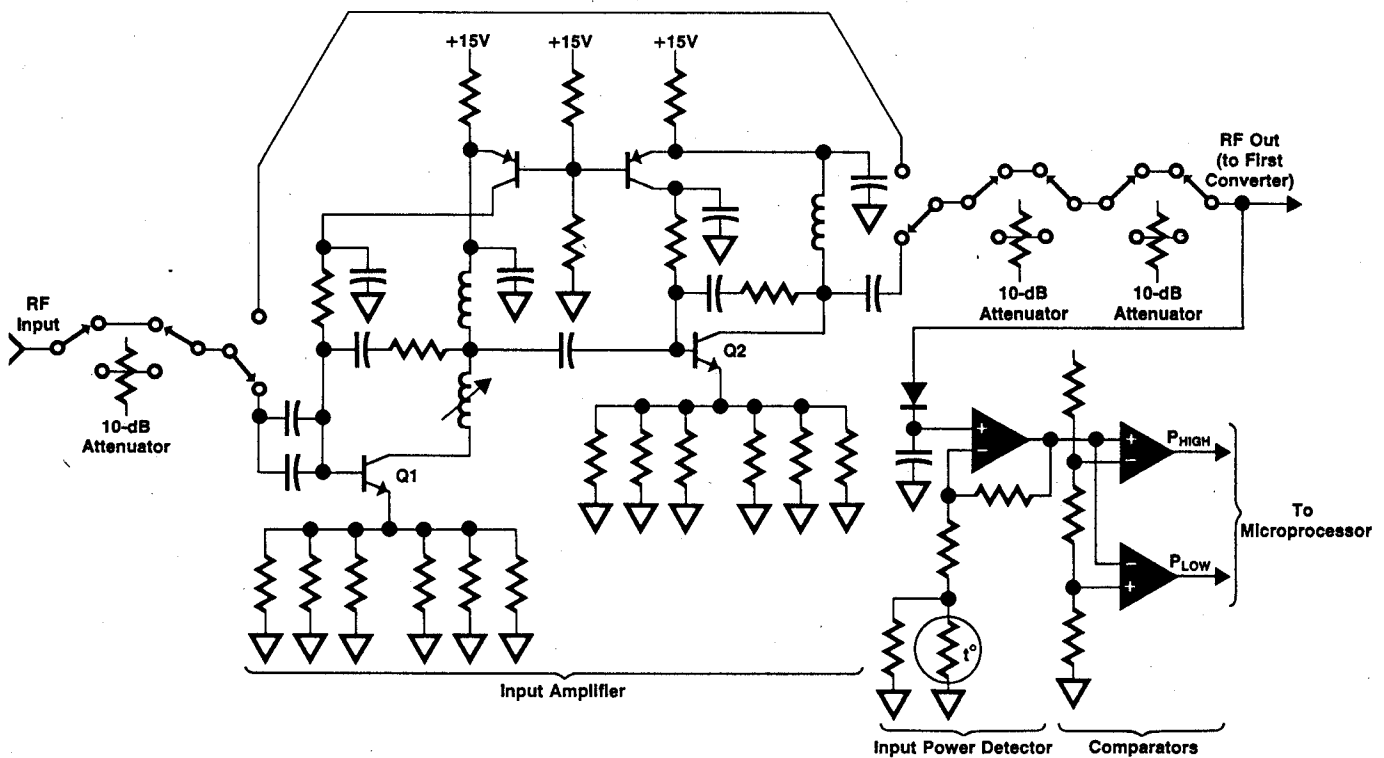 +15V
+15V
+15V
RF Out
(to First
Converter)
RF
Input
10-dB
Attenuator
10-dB
Attenuator
10-dB
Attenuator
Q2
Q1
+
−
+
−
PHIGH
−
+
PLOW
To
Microprocessor
t°
Input Amplifier
Input Power Detector
Comparators